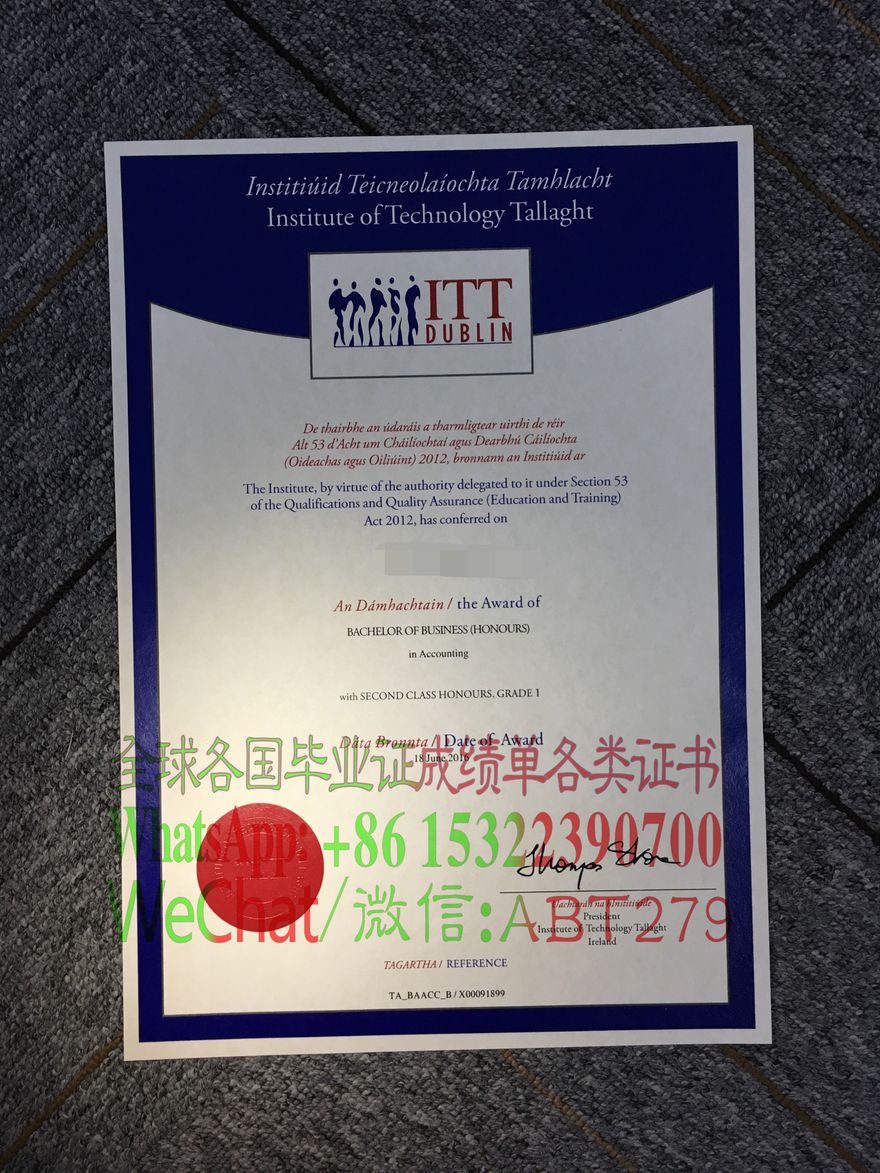 Institiúid Teicneolaíochta Tamhlacht
Institute of Technology Tallaght
ITT
DUBLIN
De thairbhe an údaráis a tharmligtear uirthi de réir
Alt 53 d'Acht um Cháilíochtaí agus Dearbhú Cáilíochta
(Oideachas agus Oiliúint) 2012, bronnann an Institiúid ar
The Institute, by virtue of the authority delegated to it under Section 53
of the Qualifications and Quality Assurance (Education and Training)
Act 2012, has conferred on
An Dámhachtain / the Award of
BACHELOR OF BUSINESS (HONOURS)
in Accounting
with SECOND CLASS HONOURS, GRADE 1
Dáta Bronnta / Date of Award
18 June 2016
全球各国毕业证成绩单各类证书
WhatsApp: +86 15322390700
WeChat/微信:ABT279
Uachtarán na hInstitiúide
President
Institute of Technology Tallaght
Ireland
TAGARTHA / REFERENCE
TA_BAACC_B / X00091899